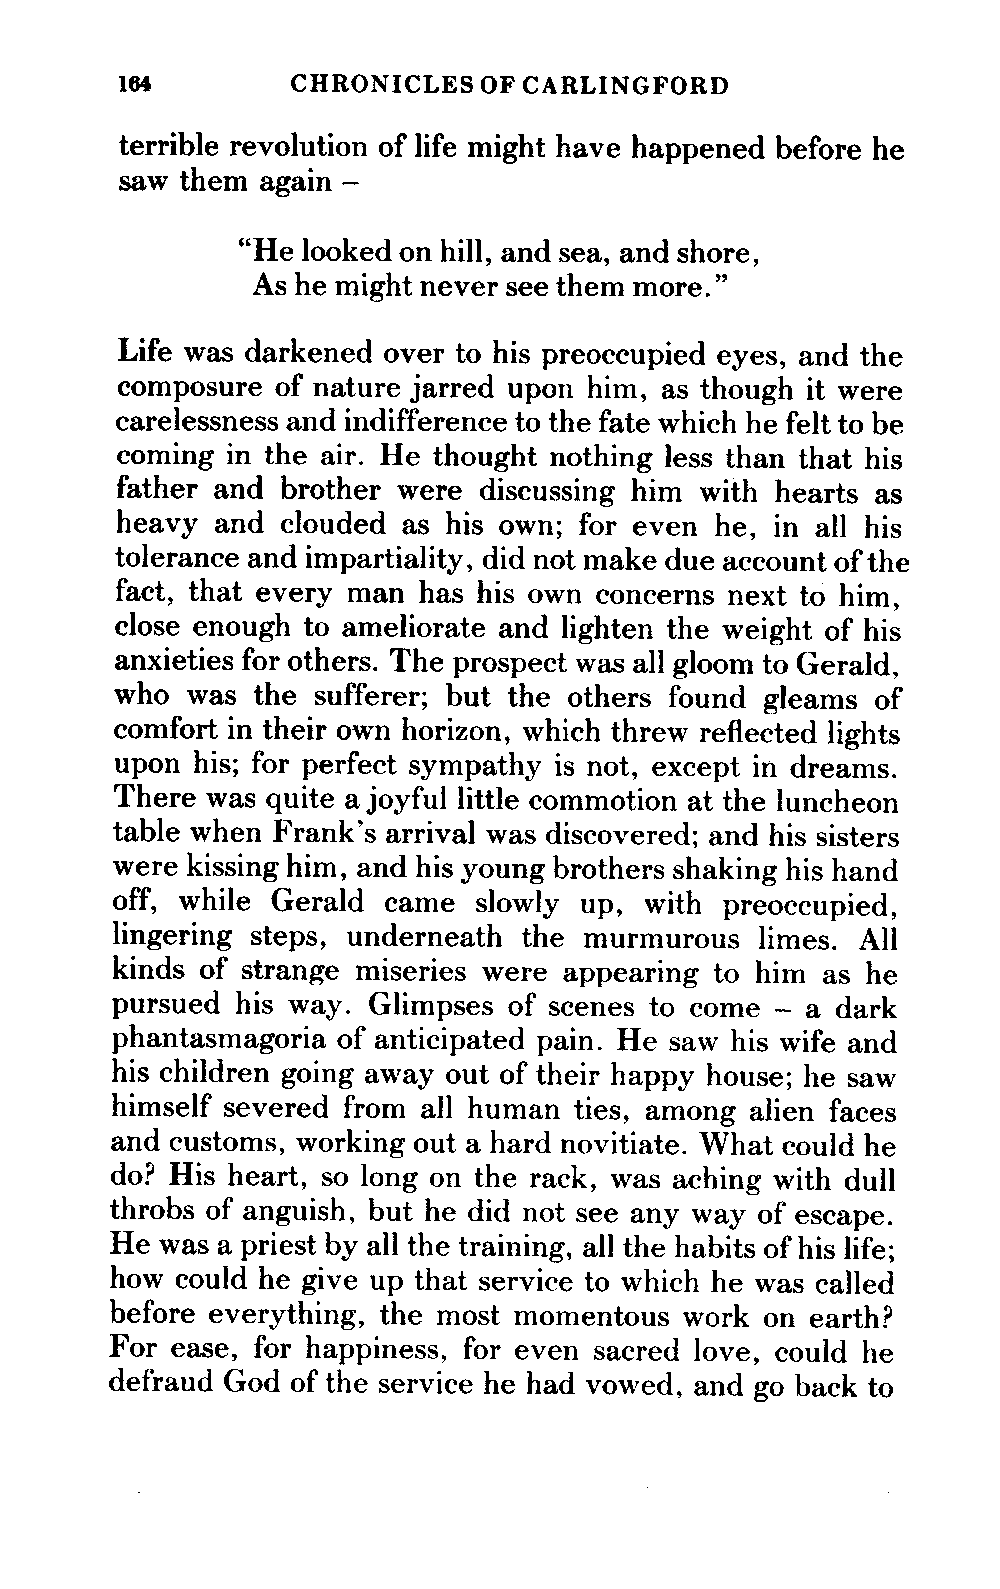 164 CHRONICLES OF CARLINGFORD
terrible revolution of life might have happened before he
saw them again –
“He looked on hill, and sea, and shore,
As he might never see them more.”
Life was darkened over to his preoccupied eyes, and the
composure of nature jarred upon him, as though it were
carelessness and indifference to the fate which he felt to be
coming in the air. He thought nothing less than that his
father and brother were discussing him with hearts as
heavy and clouded as his own; for even he, in all his
tolerance and impartiality, did not make due account of the
fact, that every man has his own concerns next to him,
close enough to ameliorate and lighten the weight of his
anxieties for others. The prospect was all gloom to Gerald,
who was the sufferer; but the others found gleams of
comfort in their own horizon, which threw reflected lights
upon his; for perfect sympathy is not, except in dreams.
There was quite a joyful little commotion at the luncheon
table when Frank's arrival was discovered; and his sisters
were kissing him, and his young brothers shaking his hand
off, while Gerald came slowly up, with preoccupied,
lingering steps, underneath the murmurous limes. All
kinds of strange miseries were appearing to him as he
pursued his way. Glimpses of scenes to come – a dark
phantasmagoria of anticipated pain. He saw his wife and
his children going away out of their happy house; he saw
himself severed from all human ties, among alien faces
and customs, working out a hard novitiate. What could he
do? His heart, so long on the rack, was aching with dull
throbs of anguish, but he did not see any way of escape.
He was a priest by all the training, all the habits of his life;
how could he give up that service to which he was called
before everything, the most momentous work on earth?
For ease, for happiness, for even sacred love, could he
defraud God of the service he had vowed, and go back to